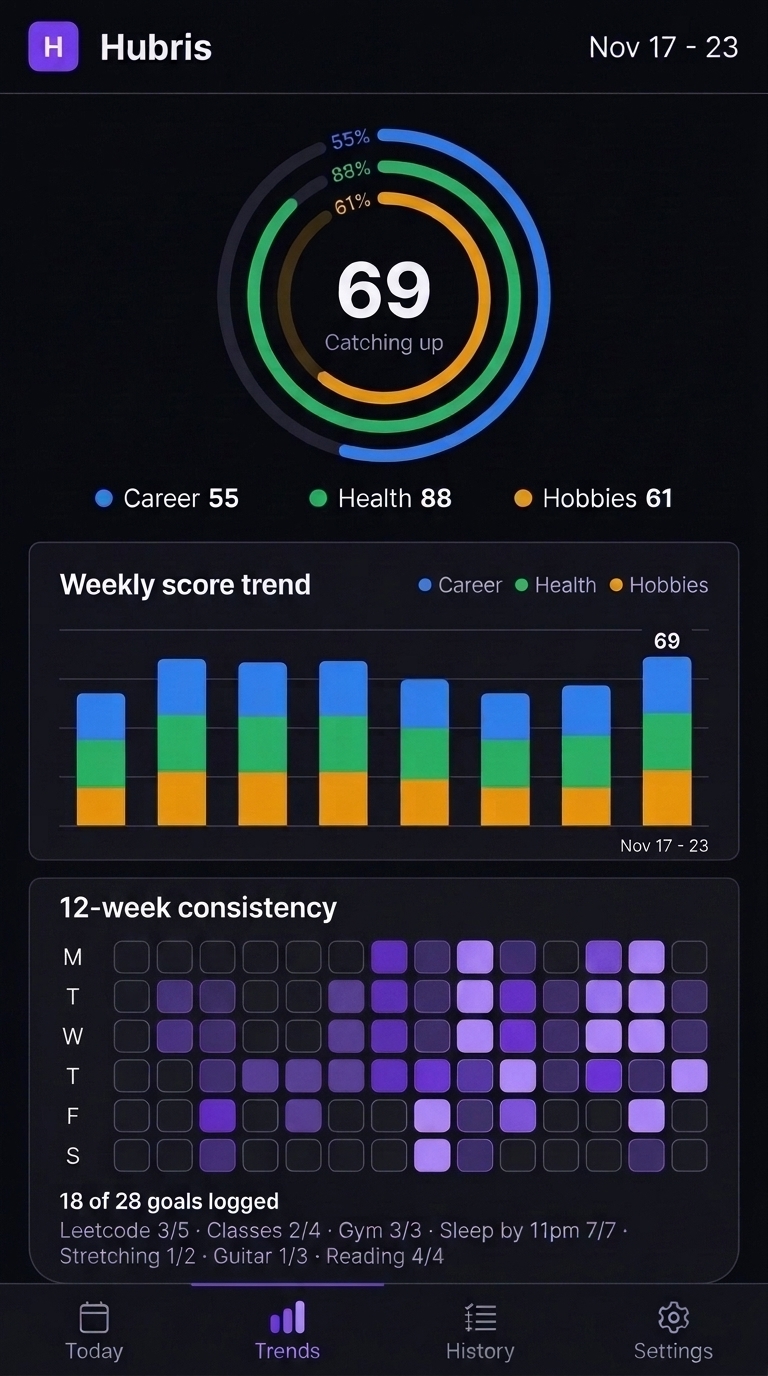 H Hubris Nov 17 - 23
55%
88%
61%
69
Catching up
Career 55 Health 88 Hobbies 61
Weekly score trend Career Health Hobbies
69
Nov 17 - 23
12-week consistency
M
T
W
T
F
S
18 of 28 goals logged
Leetcode 3/5 · Classes 2/4 · Gym 3/3 · Sleep by 11pm 7/7 ·
Stretching 1/2 · Guitar 1/3 · Reading 4/4
Today Trends History Settings